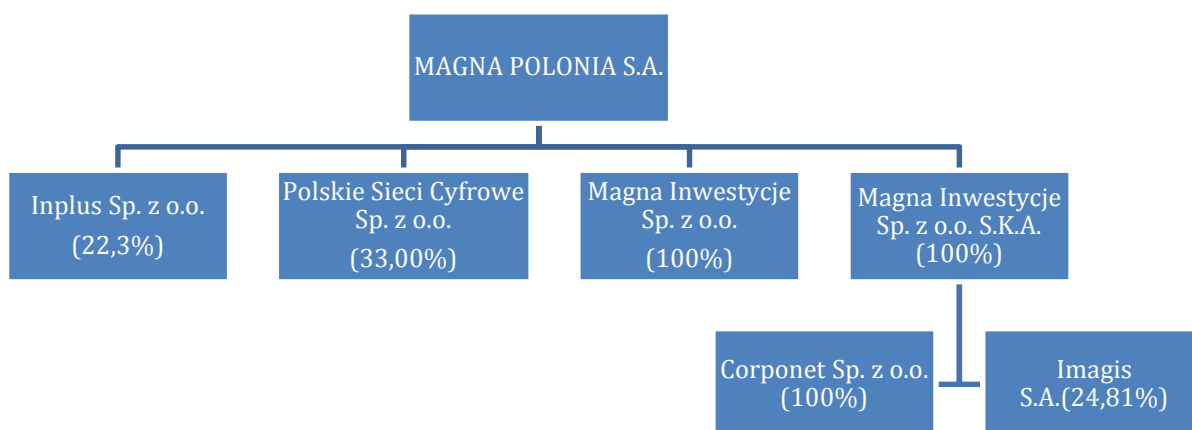 MAGNA POLONIA S.A.
Inplus Sp. z o.o.
(22,3%)
Polskie Sieci Cyfrowe
Sp. z o.o.
(33,00%)
Magna Inwestycje
Sp. z o.o.
(100%)
Magna Inwestycje
Sp. z o.o. S.K.A.
(100%)
Corponet Sp. z o.o.
(100%)
Imagis
S.A.(24,81%)